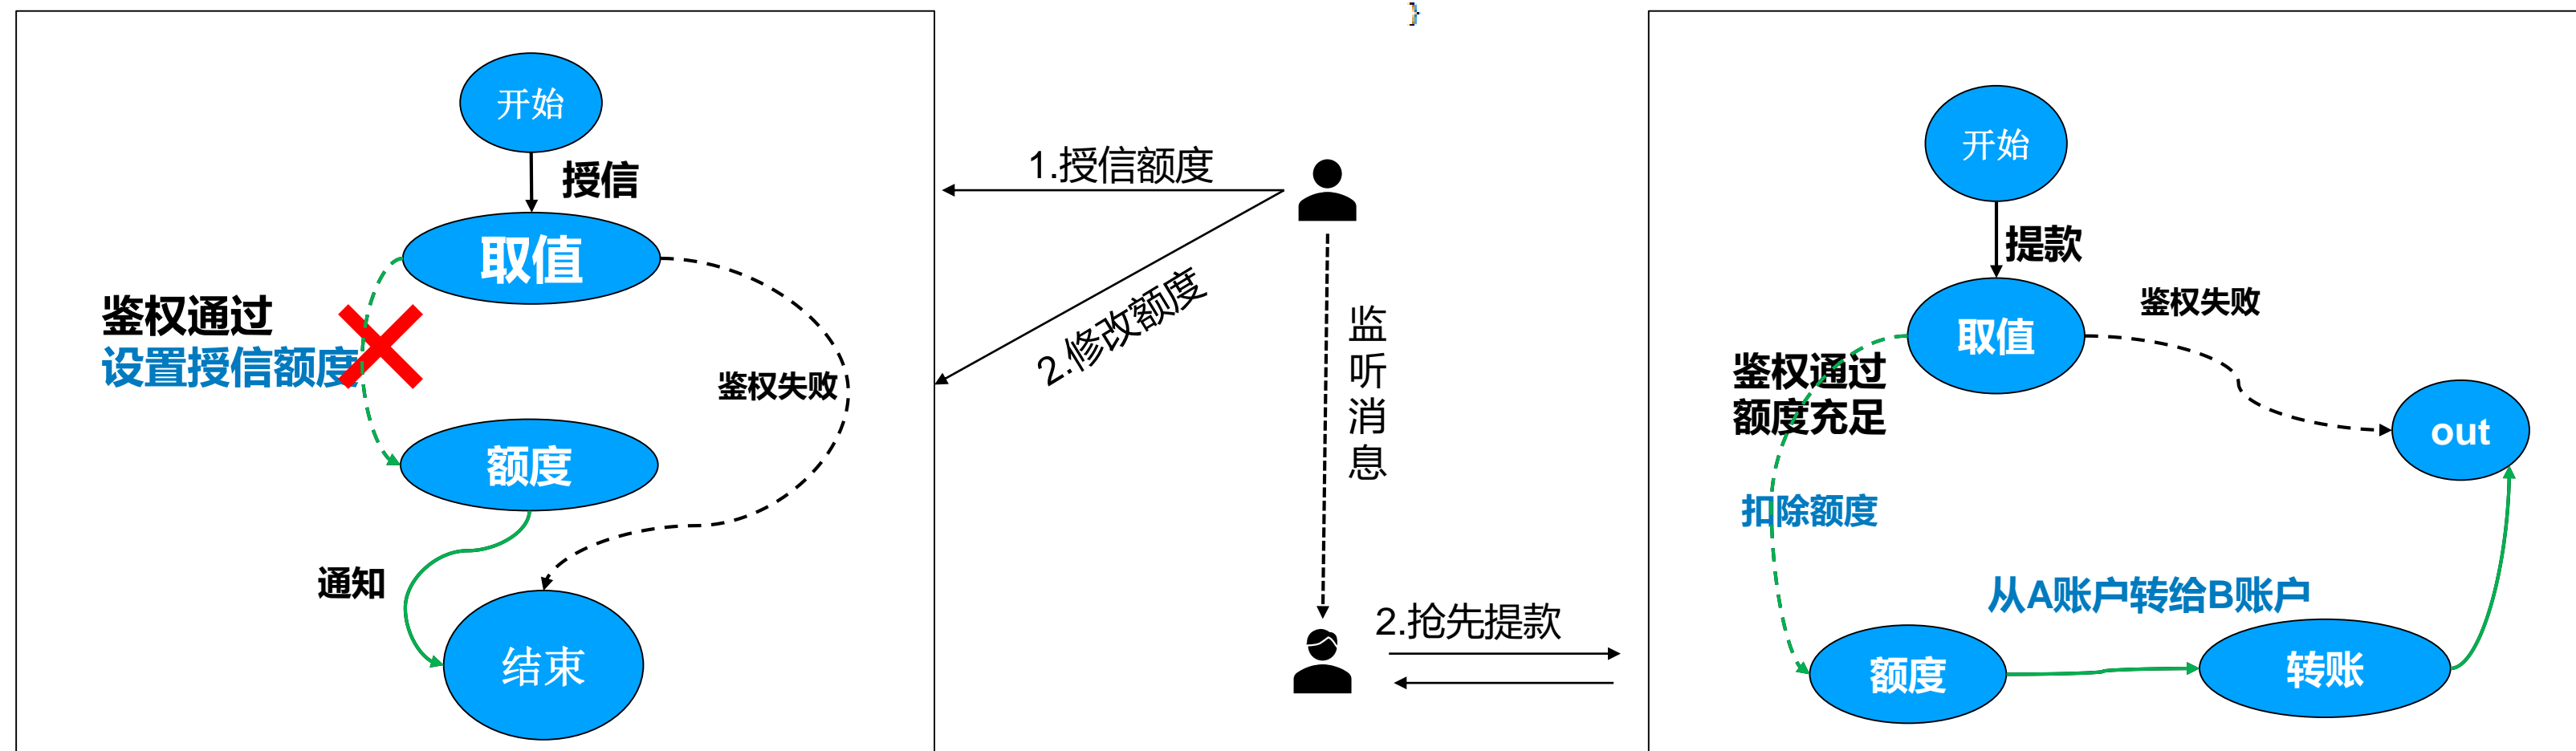 }
开始
授信
取值
鉴权通过
设置授信额度
鉴权失败
额度
通知
结束
1.授信额度
2.修改额度
监听消息
2.抢先提款
开始
提款
取值
鉴权失败
鉴权通过
额度充足
out
扣除额度
从A账户转给B账户
额度
转账